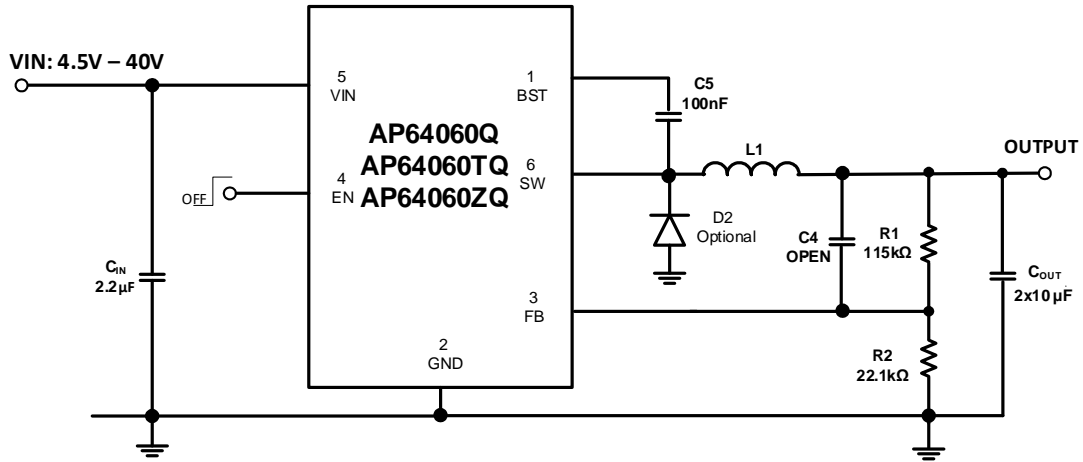 VIN: 4.5V – 40V
5
VIN
1
BST
C5
100nF
AP64060Q
AP64060TQ
AP64060ZQ
L1
OUTPUT
6
SW
4
EN
OFF
D2
Optional
C4
OPEN
R1
115kΩ
CIN
2.2µF
COUT
2x10µF
3
FB
2
GND
R2
22.1kΩ